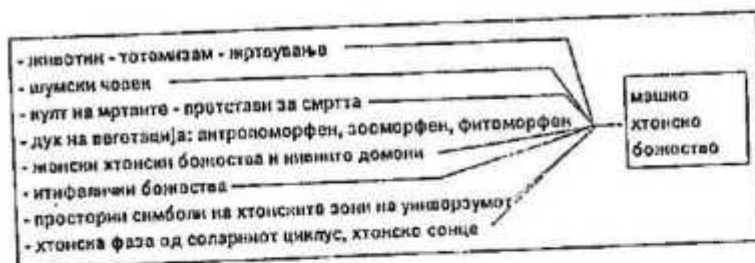 - животни - тотемизам - жртвување
- шумски човек
- култ на мртвите - претстави за смртта
- дух на вегетација: антропоморфен, зооморфен, фитоморфен
- женски хтонски божества и нивните домени
- итифалички божества
- просторни симболи на хтонските зони на универзумот
- хтонска фаза од соларниот циклус, хтонско сонце
машко
хтонско
божество